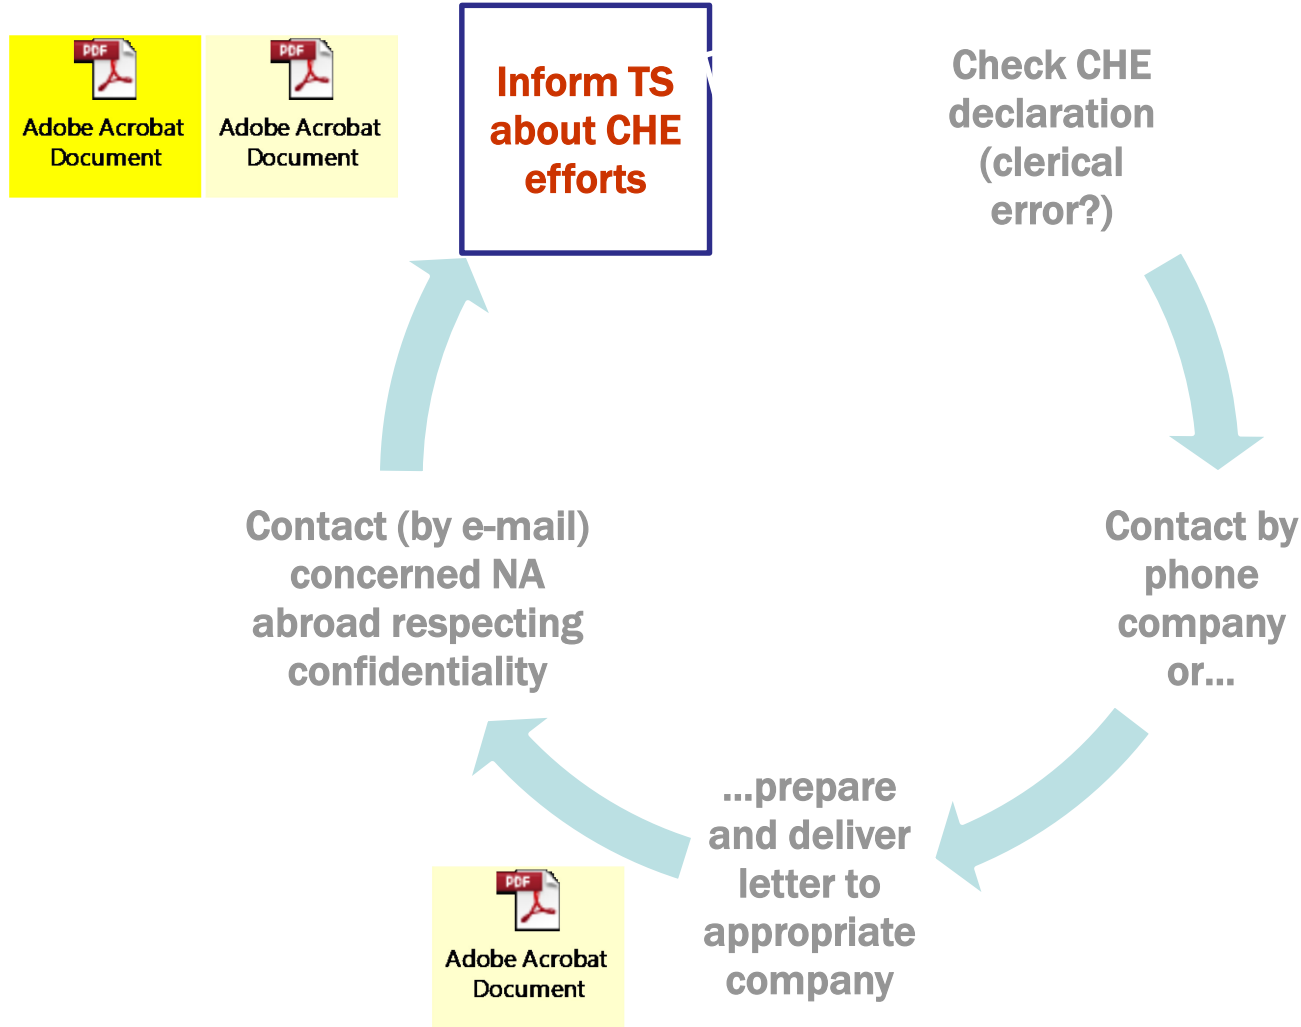 PDF
Adobe Acrobat
Document
PDF
Adobe Acrobat
Document
Inform TS
about CHE
efforts
Check CHE
declaration
(clerical
error?)
Contact by
phone
company
or...
...prepare
and deliver
letter to
appropriate
company
PDF
Adobe Acrobat
Document
Contact (by e-mail)
concerned NA
abroad respecting
confidentiality